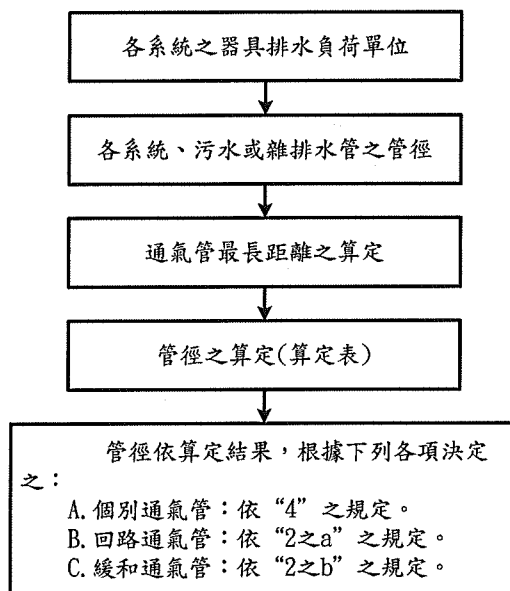 各系統之器具排水負荷單位
各系統、污水或雜排水管之管徑
通氣管最長距離之算定
管徑之算定(算定表)
管徑依算定結果，根據下列各項決定
之：
A.個別通氣管：依“4”之規定。
B.回路通氣管：依“2之a”之規定。
C.緩和通氣管：依“2之b”之規定。